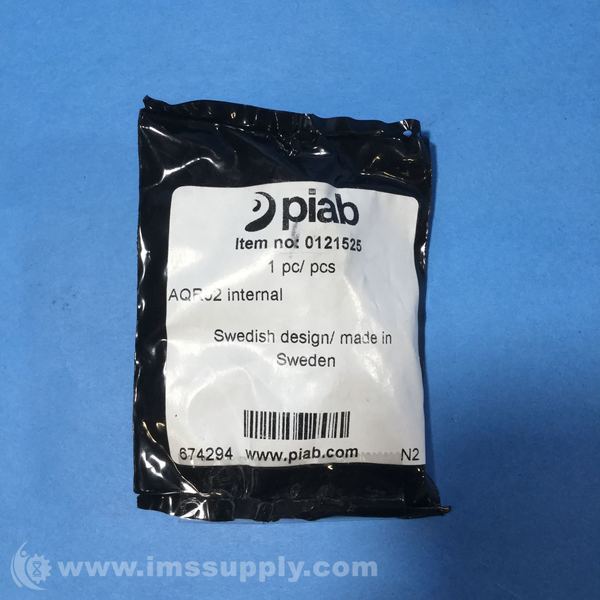 piab
Item no: 0121525
1 pc/ pcs
AQR02 internal
Swedish design/ made in
Sweden
674294 www.piab.com N2
www.imssupply.com